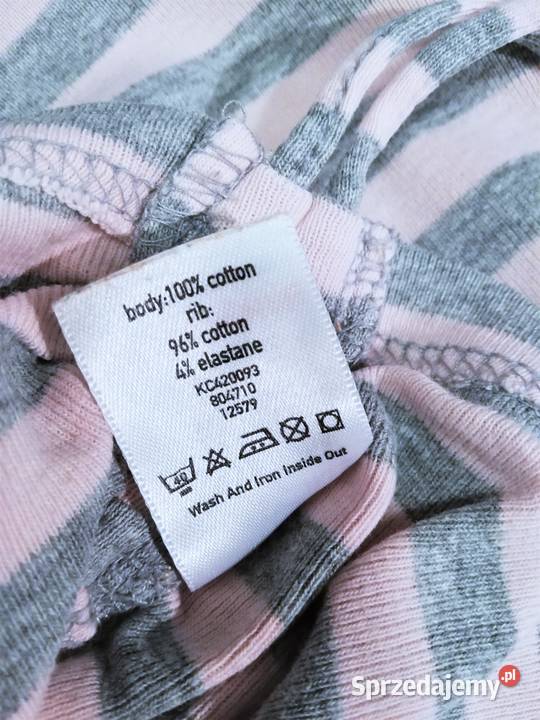 body:100% cotton
rib:
96% cotton
4% elastane
KC420093
804710
12579
40
Wash And Iron Inside Out
Sprzedajemy.pl